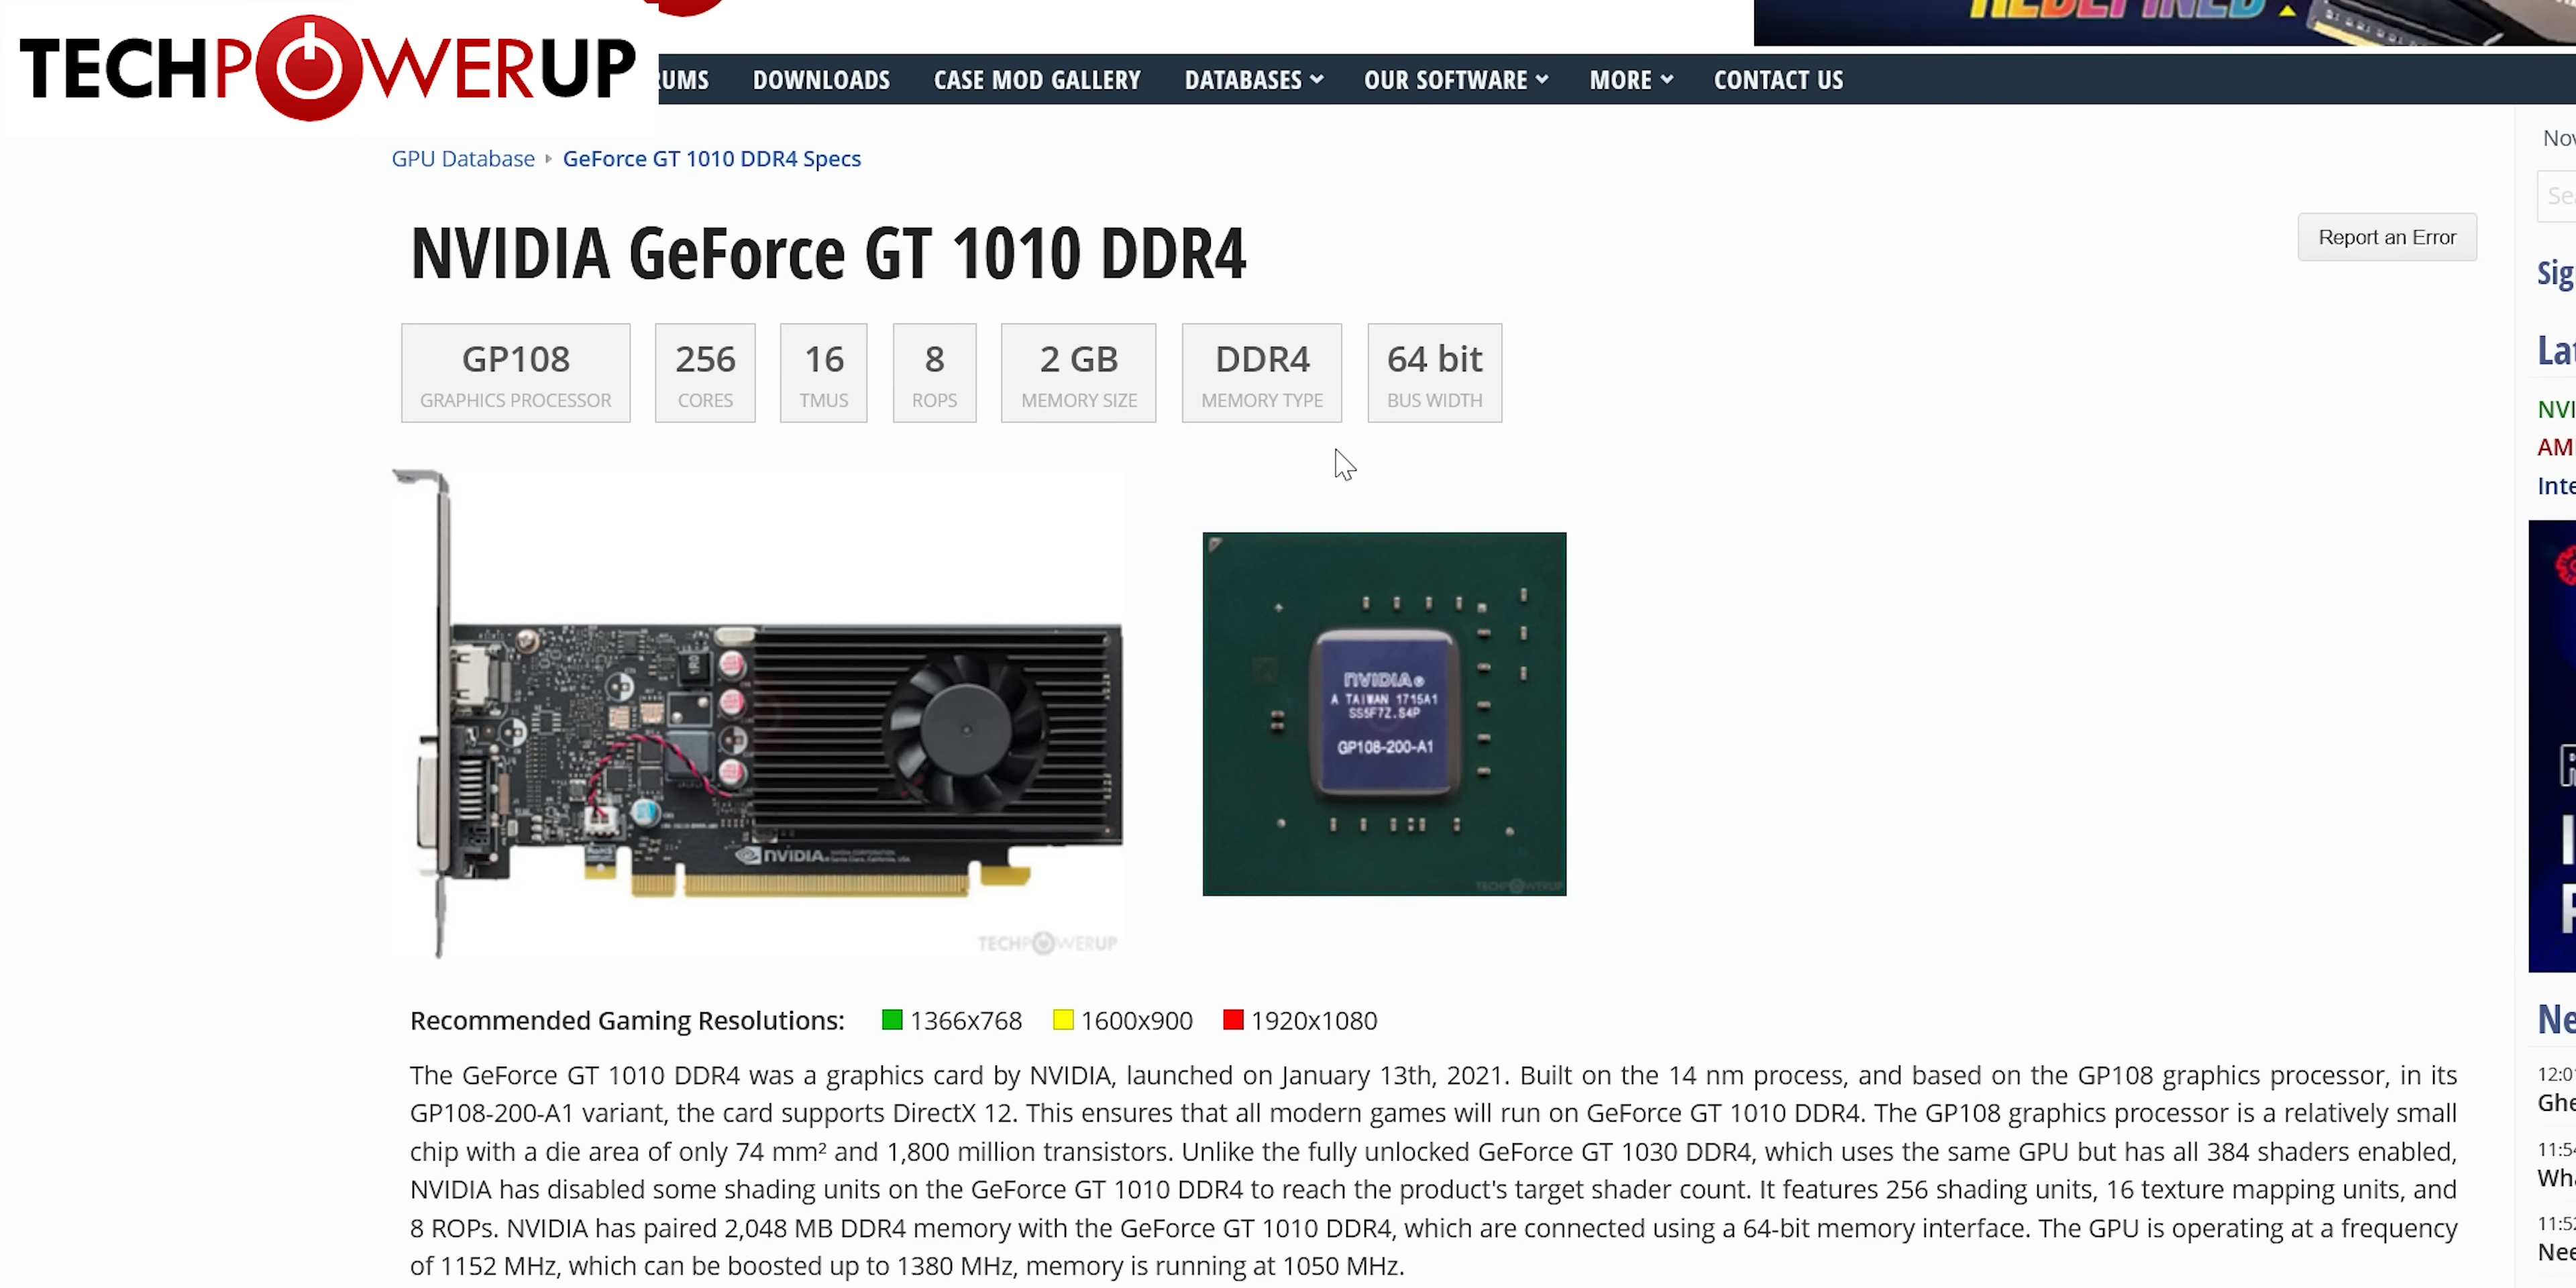 REDEFINED
TECHPOWERUP
DOWNLOADS CASE MOD GALLERY DATABASES OUR SOFTWARE MORE CONTACT US
GPU Database GeForce GT 1010 DDR4 Specs
NVIDIA GeForce GT 1010 DDR4
Report an Error
GP108 256 16 8 2 GB DDR4 64 bit
GRAPHICS PROCESSOR CORES TMUS ROPS MEMORY SIZE MEMORY TYPE BUS WIDTH
NVIDIA
A TAIWAN 1715A1
SS5F7Z.S4P
GP108-200-A1
NVIDIA
TECHPOWERUP
TECHPOWERUP
Recommended Gaming Resolutions: 1366x768 1600x900 1920x1080
The GeForce GT 1010 DDR4 was a graphics card by NVIDIA, launched on January 13th, 2021. Built on the 14 nm process, and based on the GP108 graphics processor, in its
GP108-200-A1 variant, the card supports DirectX 12. This ensures that all modern games will run on GeForce GT 1010 DDR4. The GP108 graphics processor is a relatively small
chip with a die area of only 74 mm² and 1,800 million transistors. Unlike the fully unlocked GeForce GT 1030 DDR4, which uses the same GPU but has all 384 shaders enabled,
NVIDIA has disabled some shading units on the GeForce GT 1010 DDR4 to reach the product's target shader count. It features 256 shading units, 16 texture mapping units, and
8 ROPs. NVIDIA has paired 2,048 MB DDR4 memory with the GeForce GT 1010 DDR4, which are connected using a 64-bit memory interface. The GPU is operating at a frequency
of 1152 MHz, which can be boosted up to 1380 MHz, memory is running at 1050 MHz.